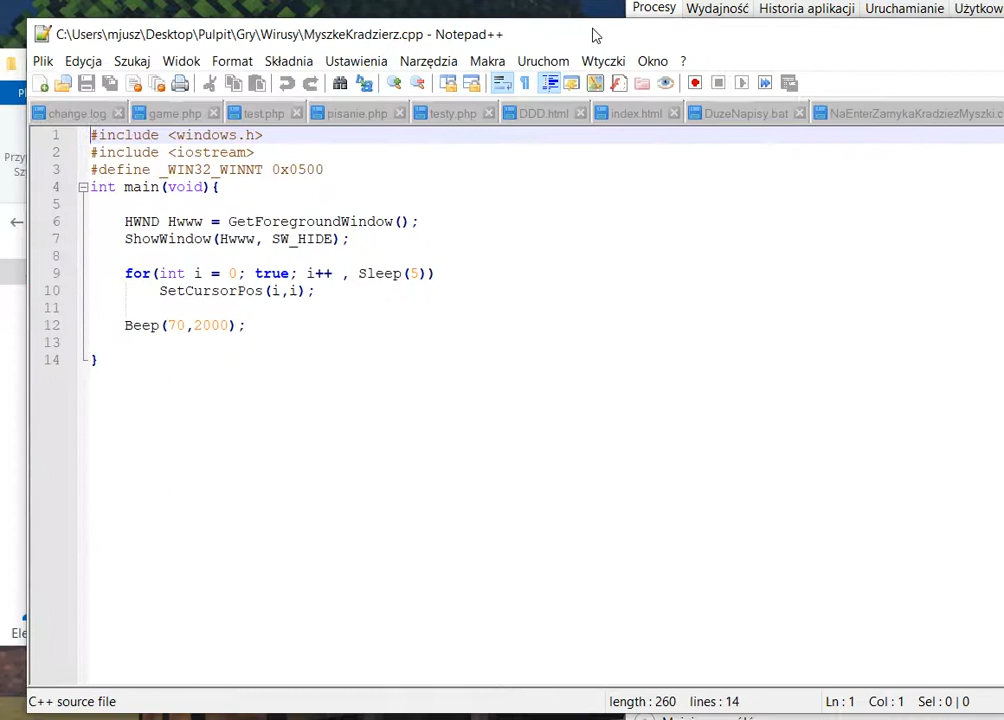 Procesy Wydajność Historia aplikacji Uruchamianie Użytkow
C:\Users\mjusz\Desktop\Pulpit\Gry\Wirusy\MyszkeKradzierz.cpp - Notepad++
Plik Edycja Szukaj Widok Format Składnia Ustawienia Narzędzia Makra Uruchom Wtyczki Okno ?
change log game.php test.php pisanie.php testy.php DDD.html index.html DuzeNapisy.bat NaEnterZamykaKradziezMyszki.c
1 #include <windows.h>
2 #include <iostream>
3 #define _WIN32_WINNT 0x0500
4 int main(void){
5
6 HWND Hwww = GetForegroundWindow();
7 ShowWindow(Hwww, SW_HIDE);
8
9 for(int i = 0; true; i++ , Sleep(5))
10 SetCursorPos(i,i);
11
12 Beep(70,2000);
13
14 }
Przy
Ele
C++ source file length : 260 lines : 14 Ln : 1 Col : 1 Sel : 0 | 0